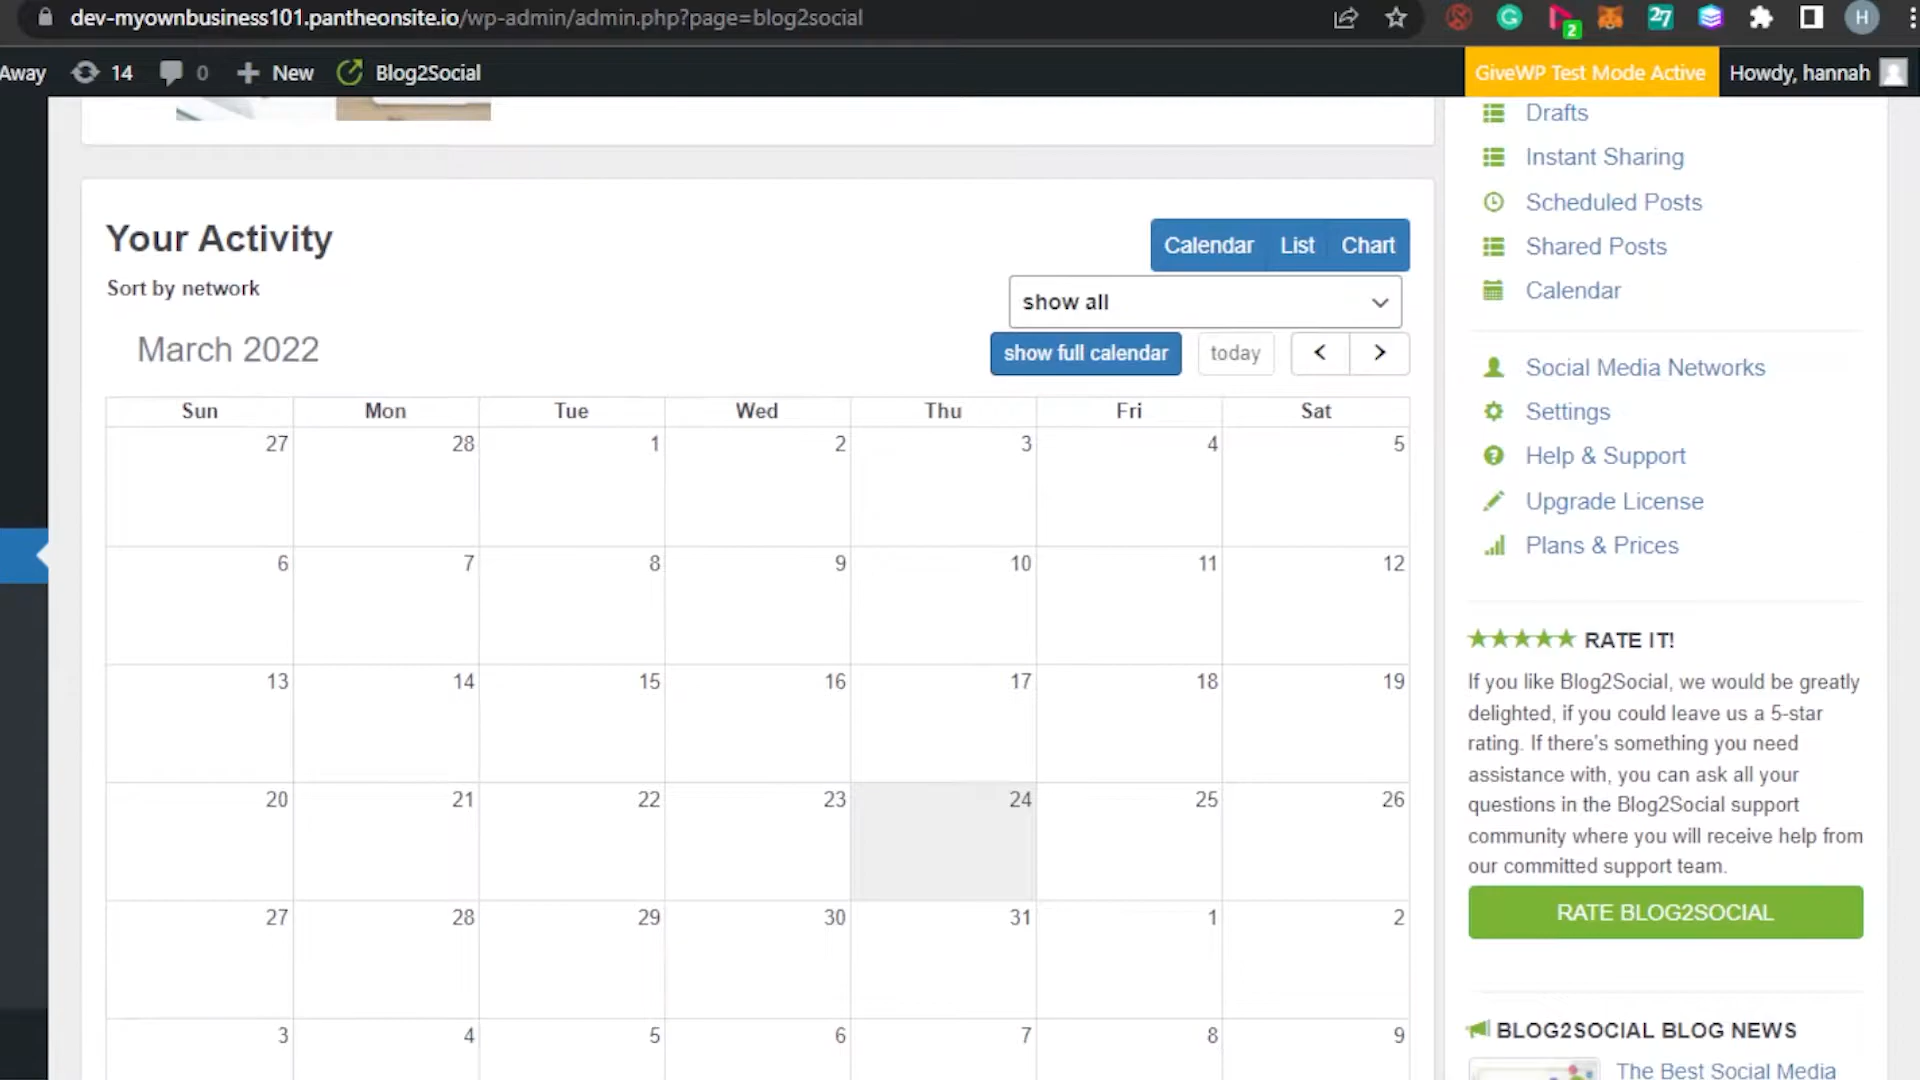 dev-myownbusiness101.pantheonsite.io/wp-admin/admin.php?page=blog2social
2
27
H
Away
14
0
New
Blog2Social
GiveWP Test Mode Active
Howdy, hannah
Your Activity
Calendar List Chart
Sort by network
show all
March 2022
show full calendar
today
< >
Sun Mon Tue Wed Thu Fri Sat
27 28 1 2 3 4 5
6 7 8 9 10 11 12
13 14 15 16 17 18 19
20 21 22 23 24 25 26
27 28 29 30 31 1 2
3 4 5 6 7 8 9
Drafts
Instant Sharing
Scheduled Posts
Shared Posts
Calendar
Social Media Networks
Settings
Help & Support
Upgrade License
Plans & Prices
★★★★★ RATE IT!
If you like Blog2Social, we would be greatly
delighted, if you could leave us a 5-star
rating. If there's something you need
assistance with, you can ask all your
questions in the Blog2Social support
community where you will receive help from
our committed support team.
RATE BLOG2SOCIAL
BLOG2SOCIAL BLOG NEWS
The Best Social Media